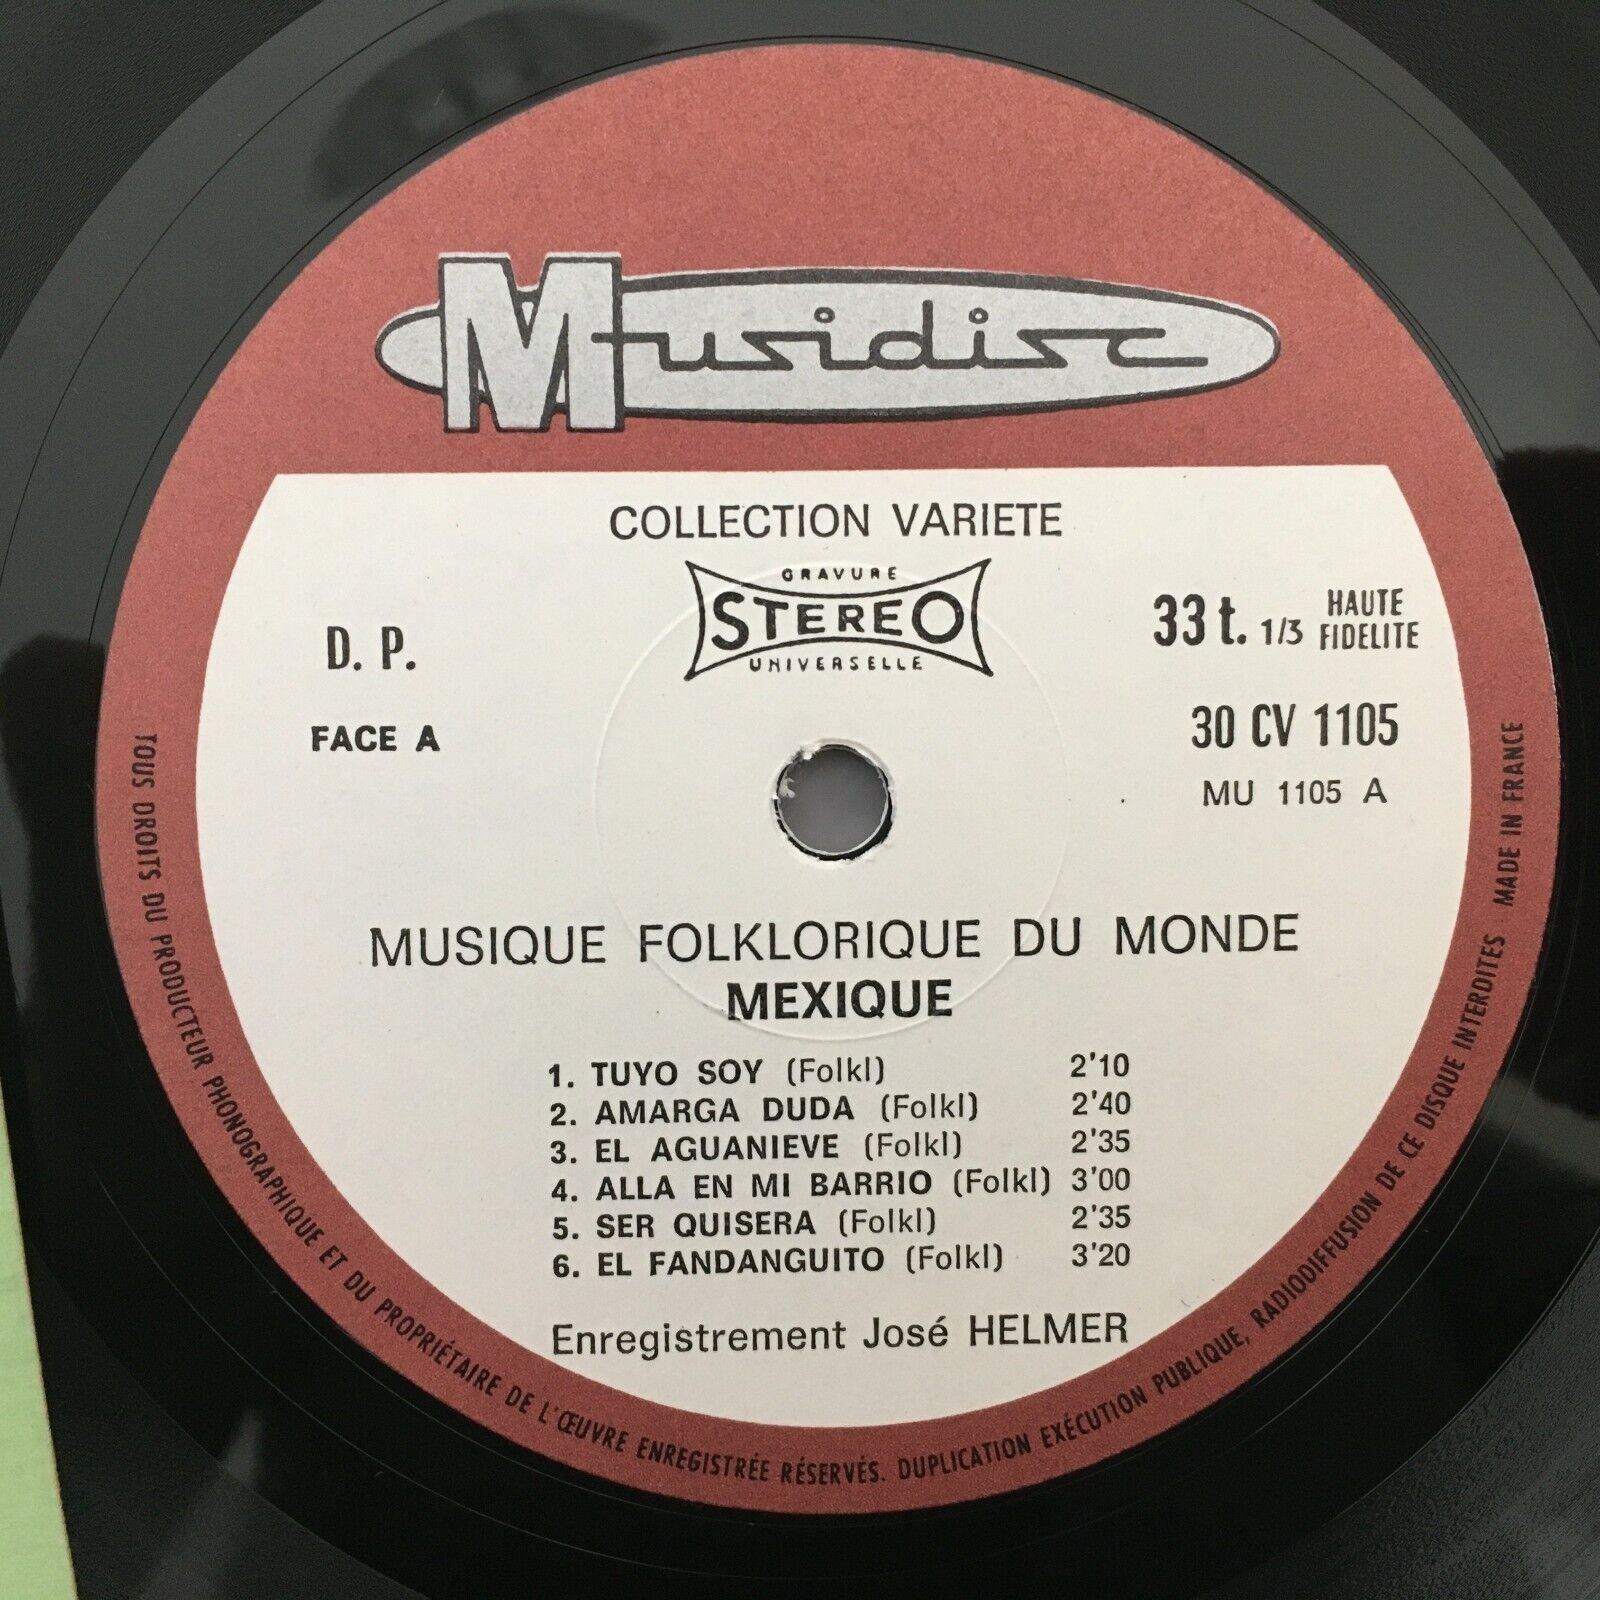 Musidisc
COLLECTION VARIETE
GRAVURE
STEREO
UNIVERSELLE
D. P.
FACE A
33 t. 1/3 HAUTE FIDELITE
30 CV 1105
MU 1105 A
MUSIQUE FOLKLORIQUE DU MONDE
MEXIQUE
1. TUYO SOY (Folkl) 2'10
2. AMARGA DUDA (Folkl) 2'40
3. EL AGUANIEVE (Folkl) 2'35
4. ALLA EN MI BARRIO (Folkl) 3'00
5. SER QUISERA (Folkl) 2'35
6. EL FANDANGUITO (Folkl) 3'20
Enregistrement José HELMER
TOUS DROITS DU PRODUCTEUR PHONOGRAPHIQUE ET DU PROPRIÉTAIRE DE L'ŒUVRE ENREGISTRÉE RÉSERVÉS. DUPLICATION EXÉCUTION PUBLIQUE, RADIODIFFUSION DE CE DISQUE INTERDITES · MADE IN FRANCE